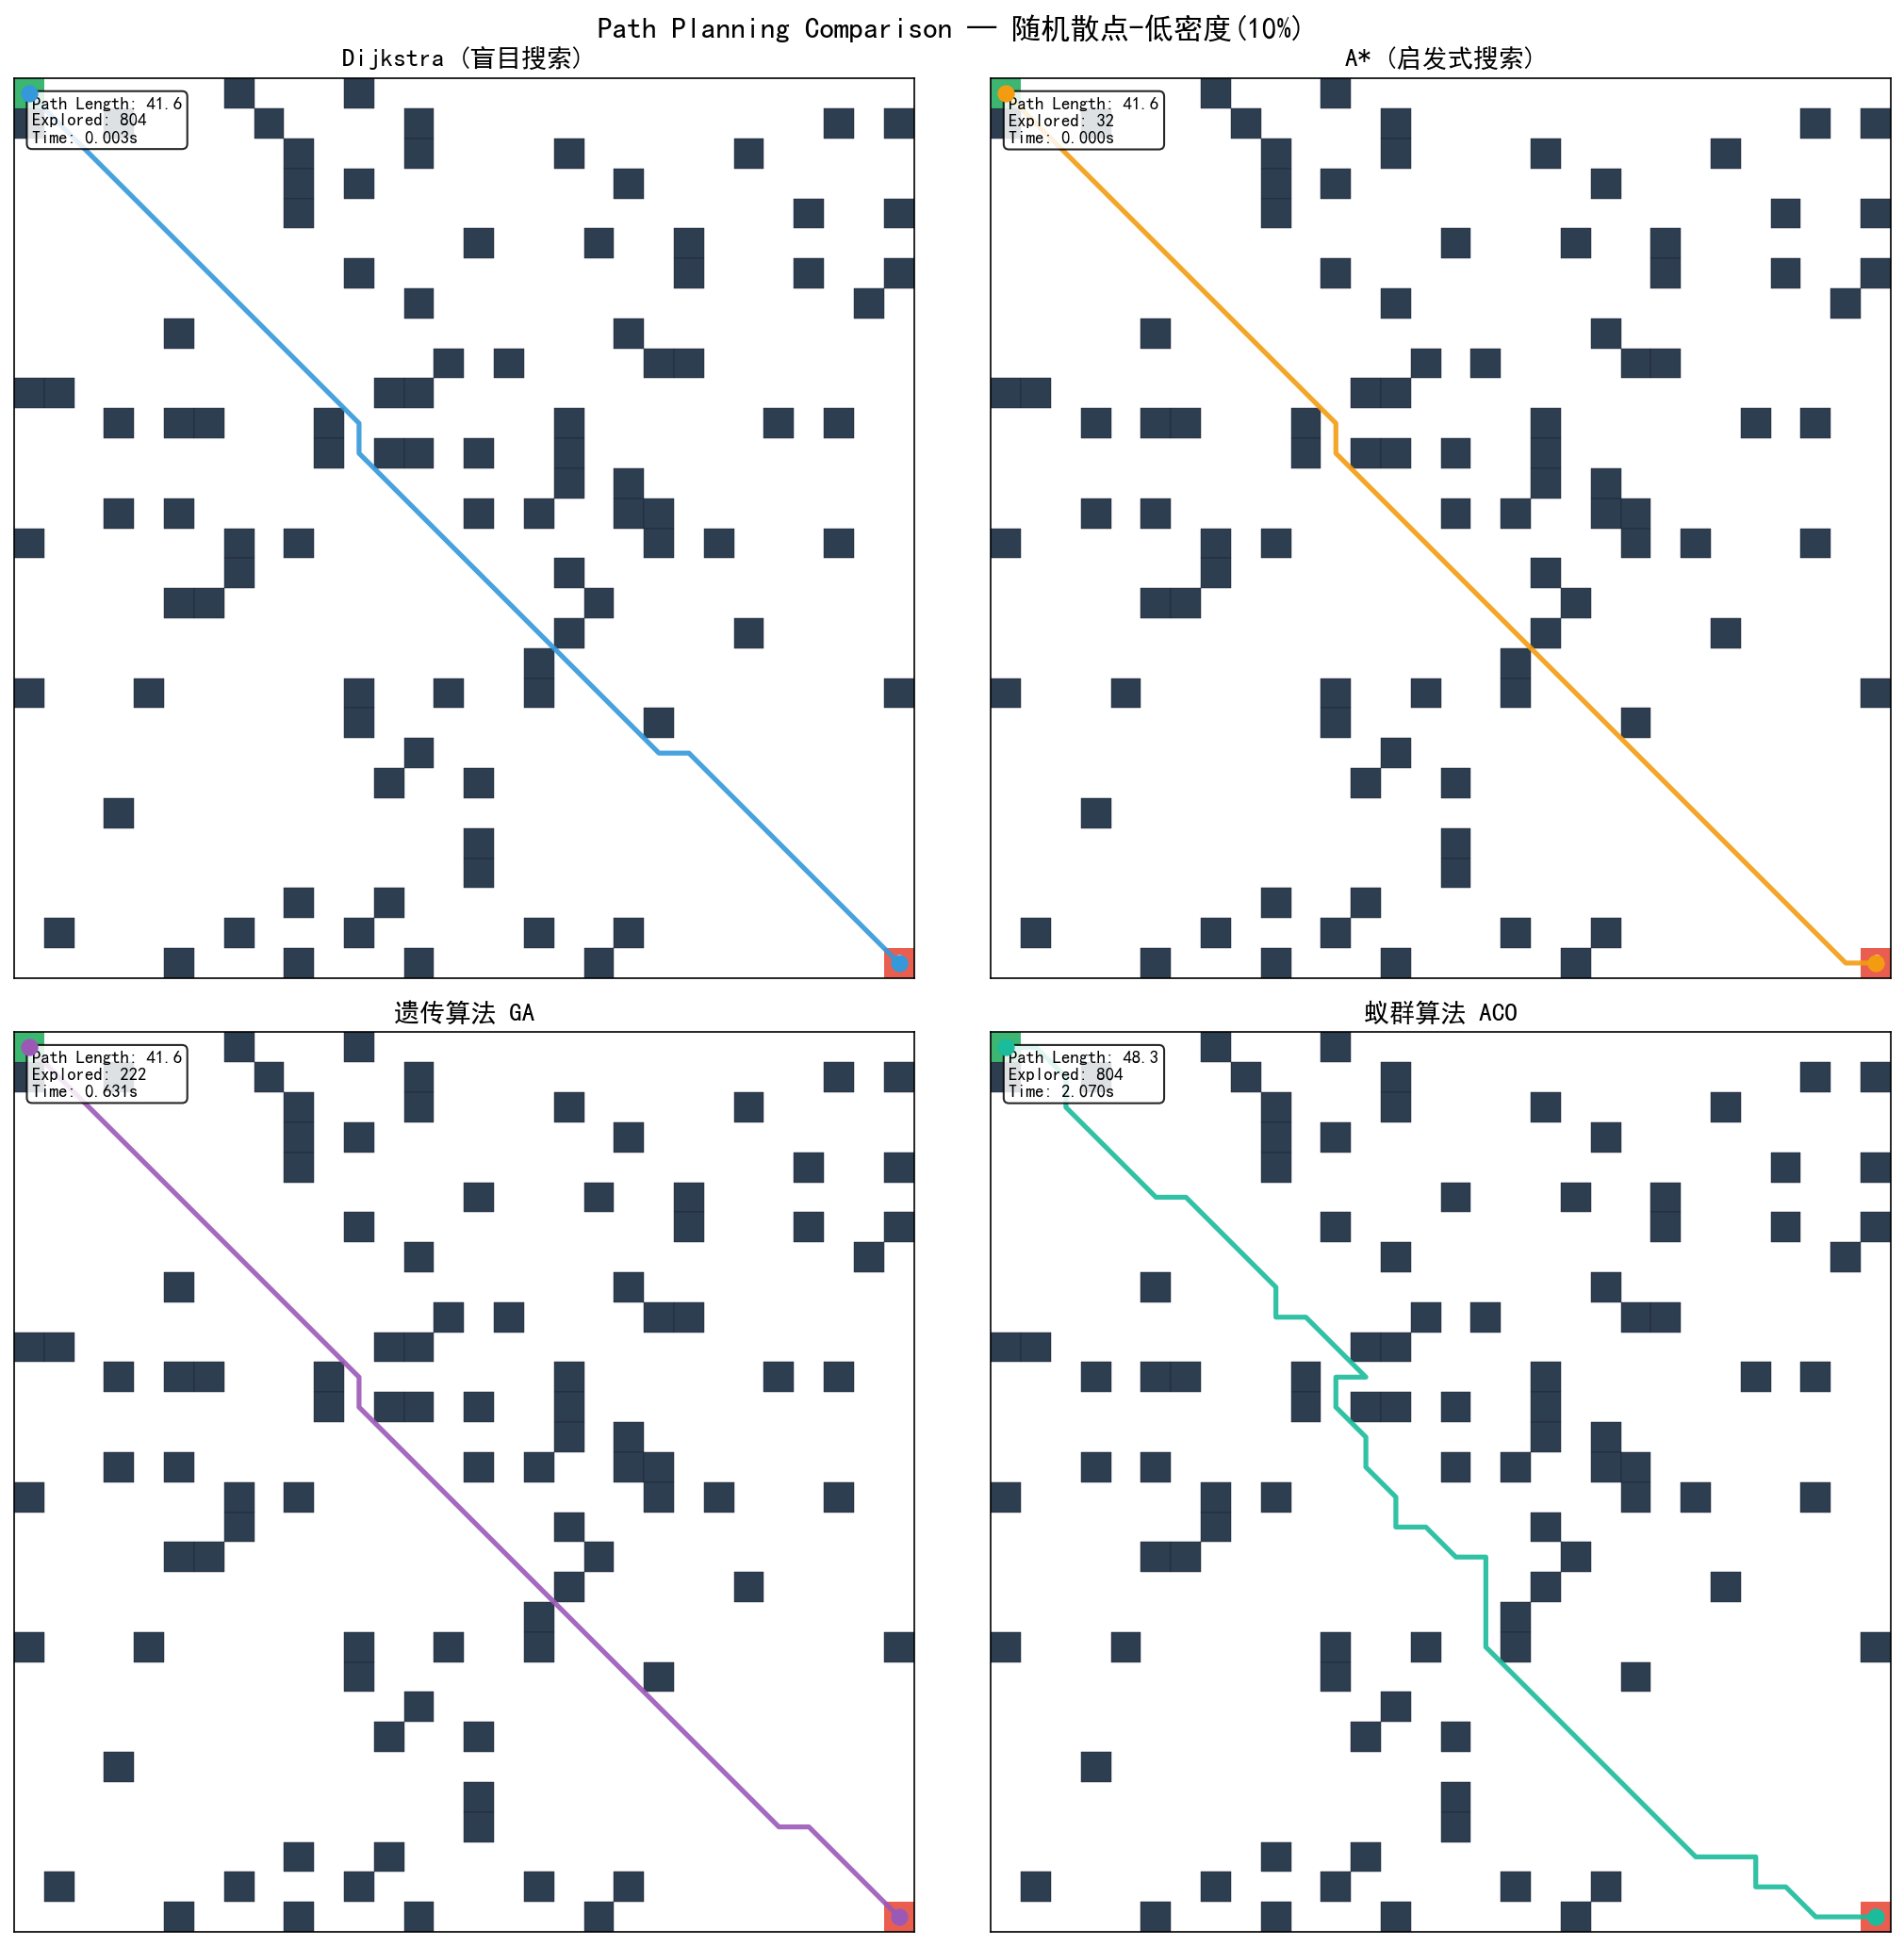 Path Planning Comparison — 随机散点-低密度(10%)
Dijkstra (盲目搜索)
Path Length: 41.6
Explored: 804
Time: 0.003s
A* (启发式搜索)
Path Length: 41.6
Explored: 32
Time: 0.000s
遗传算法 GA
Path Length: 41.6
Explored: 222
Time: 0.631s
蚁群算法 ACO
Path Length: 48.3
Explored: 804
Time: 2.070s